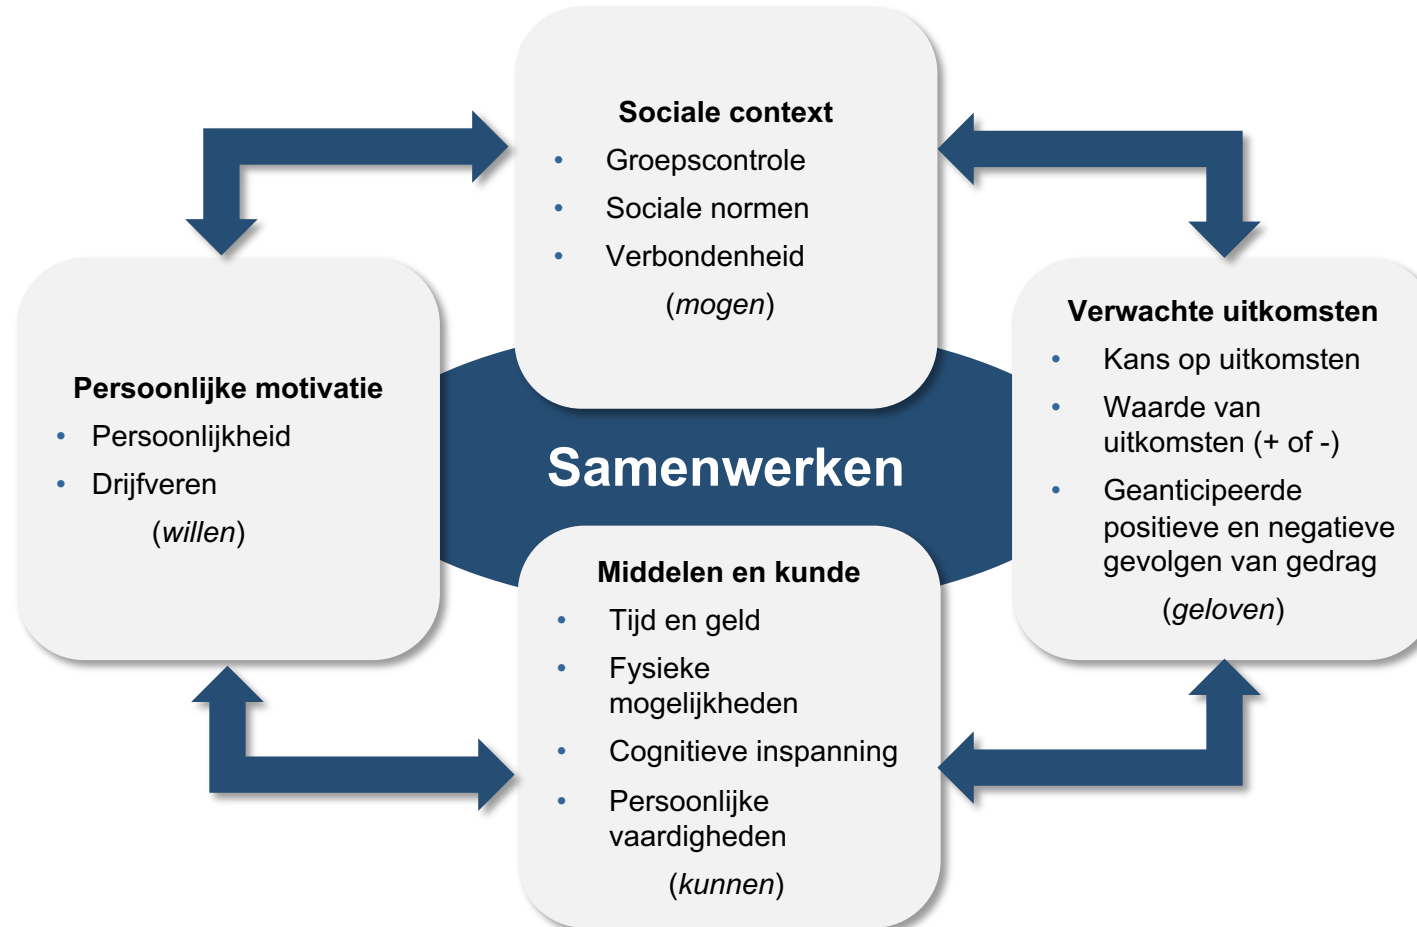 Sociale context
• Groepscontrole
• Sociale normen
• Verbondenheid
(mogen)
Persoonlijke motivatie
• Persoonlijkheid
• Drijfveren
(willen)
Samenwerken
Verwachte uitkomsten
• Kans op uitkomsten
• Waarde van
uitkomsten (+ of -)
• Geanticipeerde
positieve en negatieve
gevolgen van gedrag
(geloven)
Middelen en kunde
• Tijd en geld
• Fysieke
mogelijkheden
• Cognitieve inspanning
• Persoonlijke
vaardigheden
(kunnen)